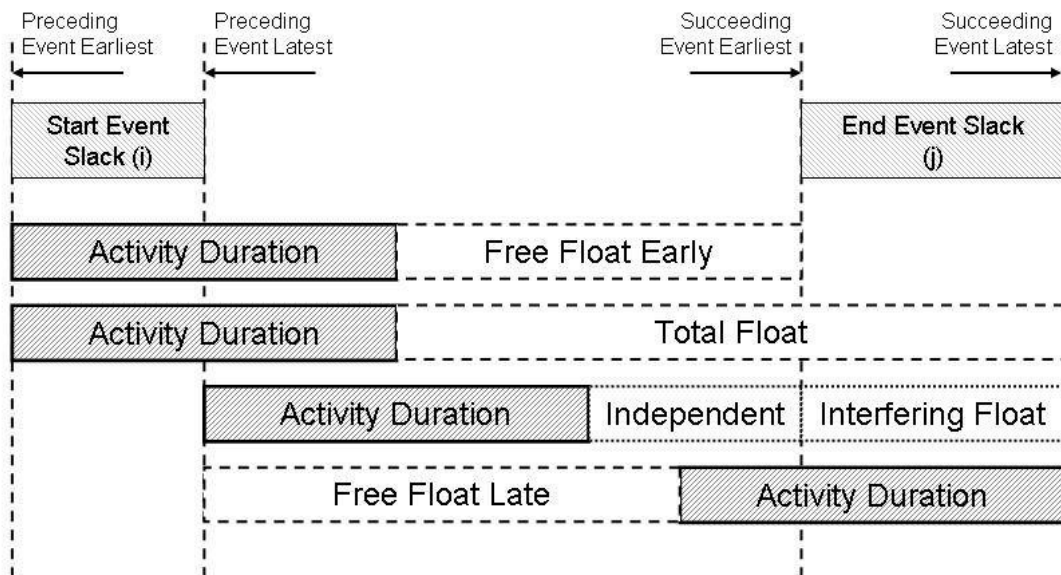 Preceding
Event Earliest
Preceding
Event Latest
Succeeding
Event Earliest
Succeeding
Event Latest
Start Event
Slack (i)
End Event Slack
(j)
Activity Duration
Free Float Early
Activity Duration
Total Float
Activity Duration
Independent
Interfering Float
Free Float Late
Activity Duration